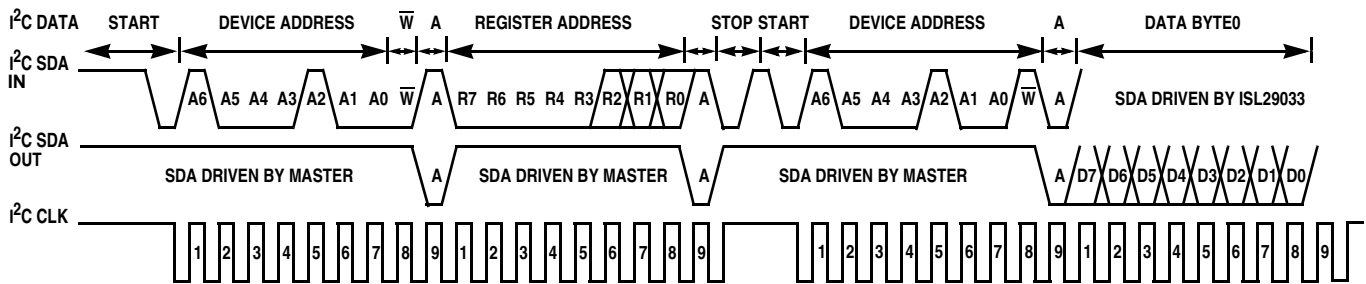 I²C DATA START DEVICE ADDRESS W̅ A REGISTER ADDRESS STOP START DEVICE ADDRESS A DATA BYTE0
I²C SDA IN A6 A5 A4 A3 A2 A1 A0 W̅ A R7 R6 R5 R4 R3 R2 R1 R0 A A6 A5 A4 A3 A2 A1 A0 W̅ A SDA DRIVEN BY ISL29033
I²C SDA OUT SDA DRIVEN BY MASTER A SDA DRIVEN BY MASTER A SDA DRIVEN BY MASTER A D7 D6 D5 D4 D3 D2 D1 D0
I²C CLK 1 2 3 4 5 6 7 8 9 1 2 3 4 5 6 7 8 9 1 2 3 4 5 6 7 8 9 1 2 3 4 5 6 7 8 9